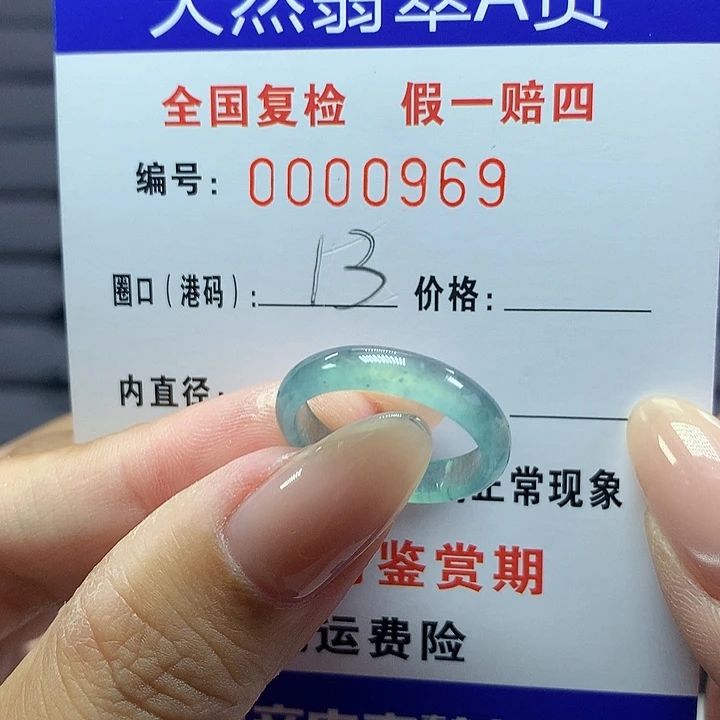 天然翡翠A货
全国复检 假一赔四
编号: 0000969
圈口(港码): 13 价格:
内直径:
正常现象
鉴赏期
运费险